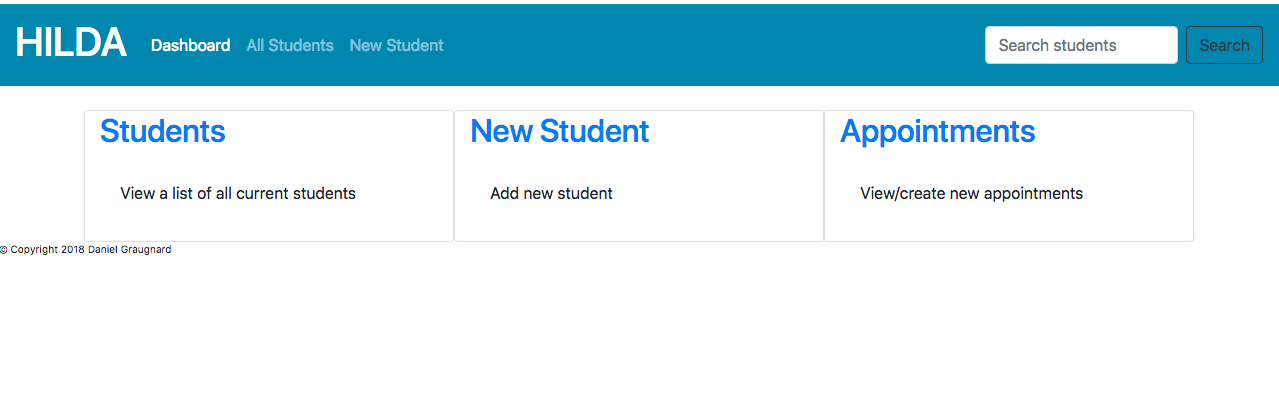 HILDA Dashboard All Students New Student Search students Search
Students New Student Appointments
View a list of all current students Add new student View/create new appointments
© Copyright 2018 Daniel Graugnard